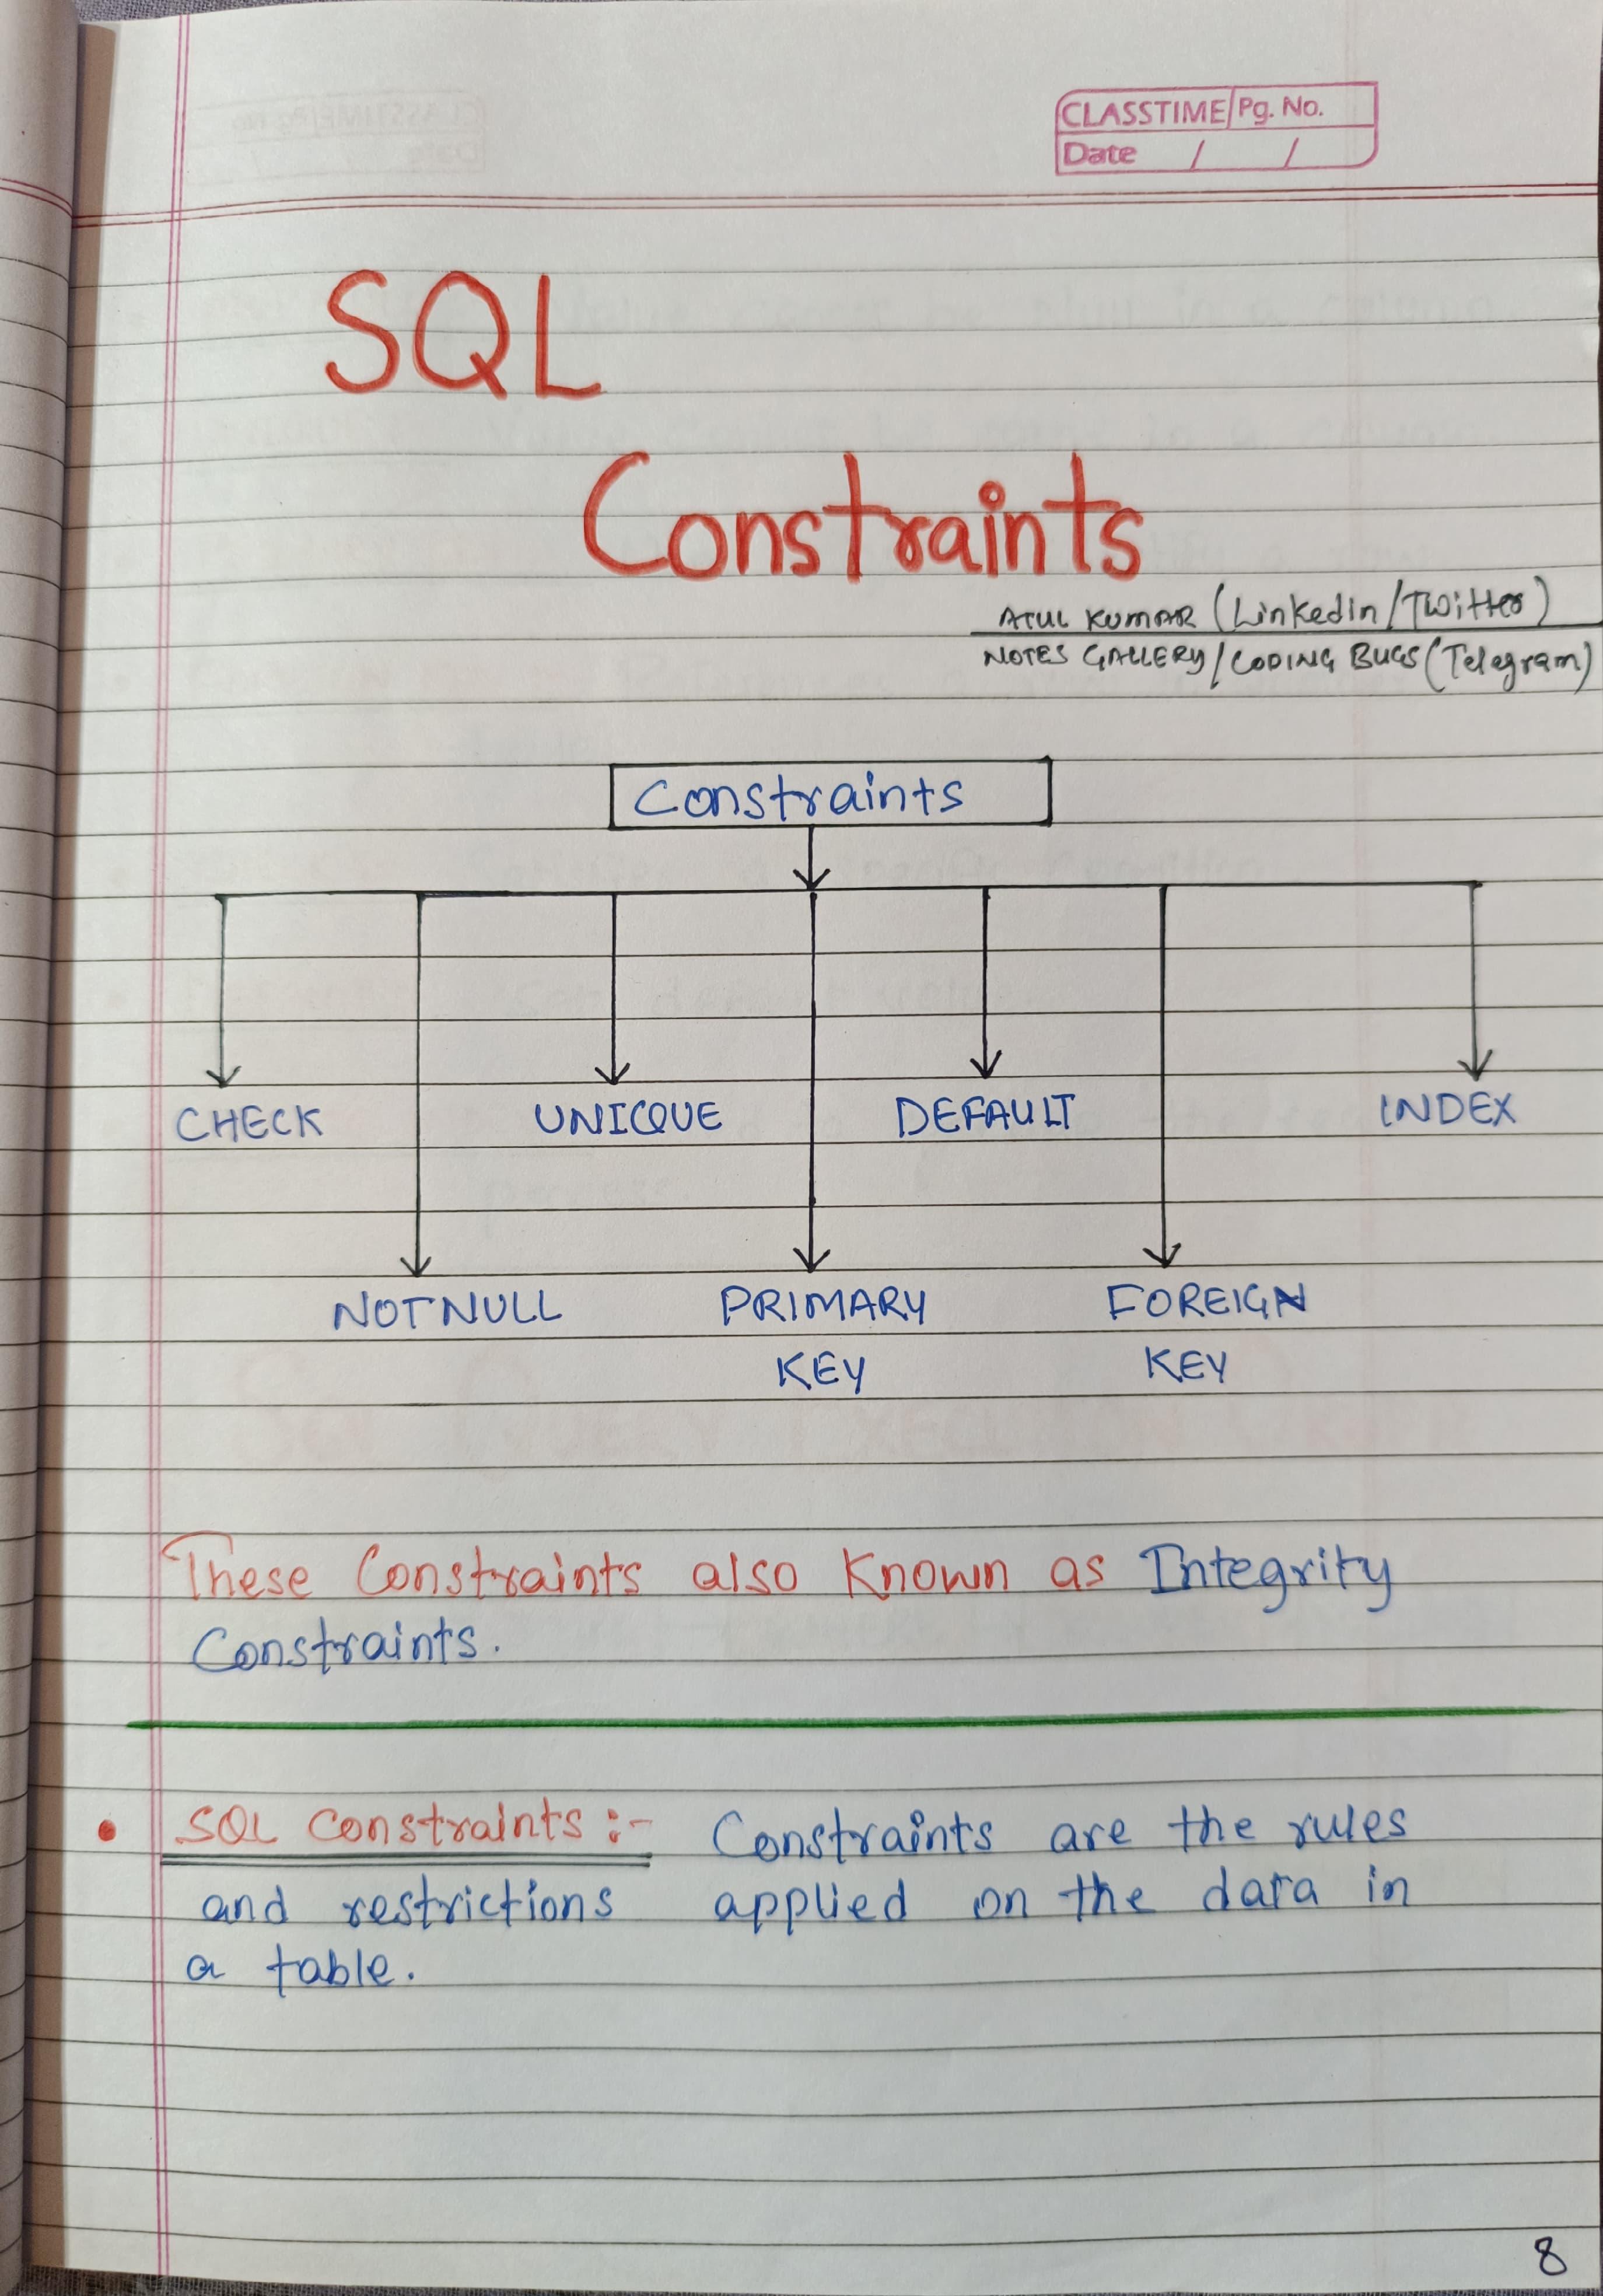 CLASSTIME Pg. No.
Date / /
SQL
Constraints
ATUL KUMAR (Linkedin/Twitter)
NOTES GALLERY/CODING BUGS (Telegram)
Constraints
CHECK UNIQUE DEFAULT INDEX
NOTNULL PRIMARY KEY FOREIGN KEY
These Constraints also Known as Integrity
Constraints.
• SQL Constraints :- Constraints are the rules
and restrictions applied on the data in
a table.
8